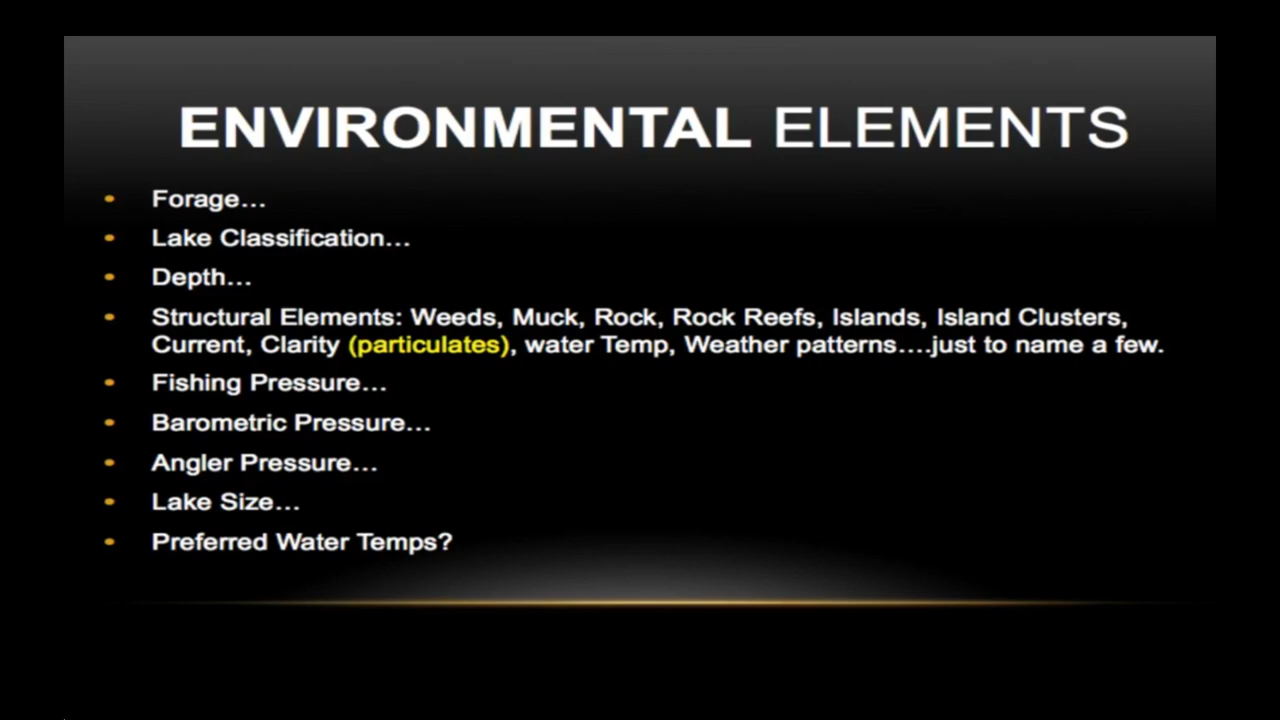 ENVIRONMENTAL ELEMENTS
• Forage...
• Lake Classification...
• Depth...
• Structural Elements: Weeds, Muck, Rock, Rock Reefs, Islands, Island Clusters,
Current, Clarity (particulates), water Temp, Weather patterns....just to name a few.
• Fishing Pressure...
• Barometric Pressure...
• Angler Pressure...
• Lake Size...
• Preferred Water Temps?